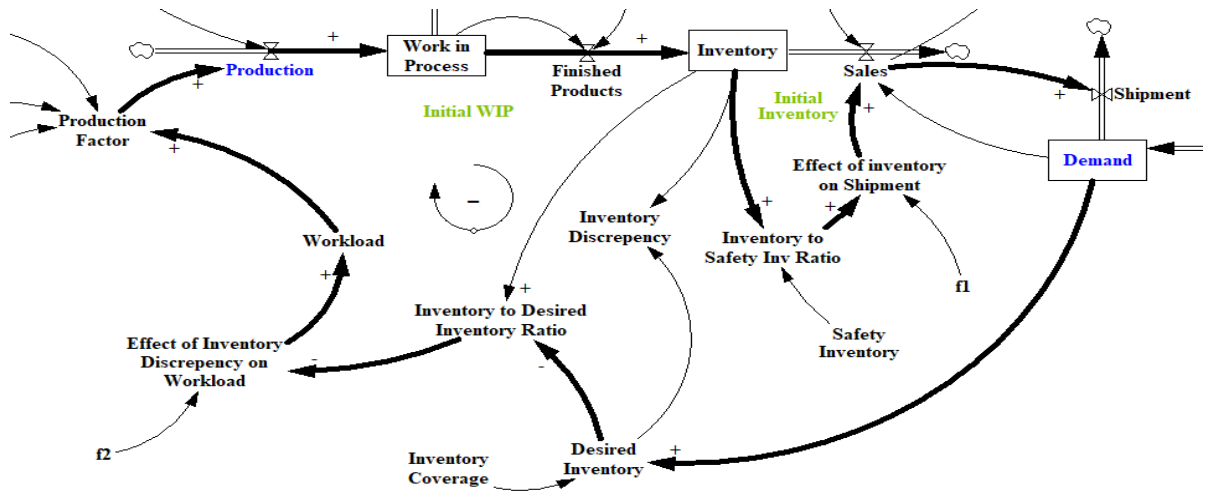 +
Production
+
Production
Factor
+
Work in
Process
Initial WIP
+
Finished
Products
Inventory
Sales
Initial
Inventory
+
+
Shipment
Demand
Effect of inventory
on Shipment
+
+
Inventory to
Safety Inv Ratio
Inventory
Discrepency
–
Workload
+
f1
Safety
Inventory
+
Inventory to Desired
Inventory Ratio
-
-
Effect of Inventory
Discrepency on
Workload
f2
Inventory
Coverage
Desired
Inventory
+